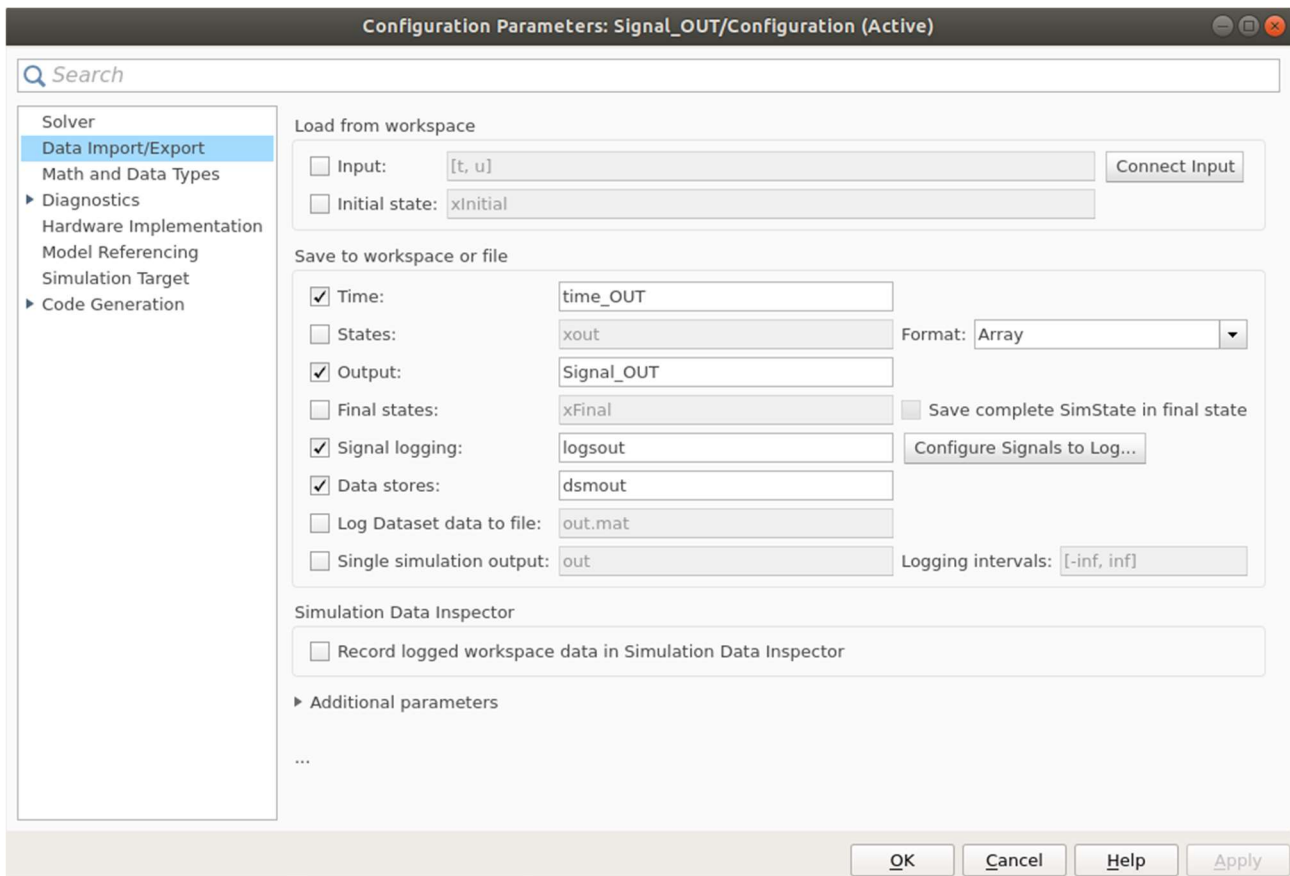 Configuration Parameters: Signal_OUT/Configuration (Active)
Search
Solver
Data Import/Export
Math and Data Types
Diagnostics
Hardware Implementation
Model Referencing
Simulation Target
Code Generation
Load from workspace
Input: [t, u] Connect Input
Initial state: xInitial
Save to workspace or file
Time: time_OUT
States: xout Format: Array
Output: Signal_OUT
Final states: xFinal Save complete SimState in final state
Signal logging: logsout Configure Signals to Log...
Data stores: dsmout
Log Dataset data to file: out.mat
Single simulation output: out Logging intervals: [-inf, inf]
Simulation Data Inspector
Record logged workspace data in Simulation Data Inspector
Additional parameters
...
OK Cancel Help Apply